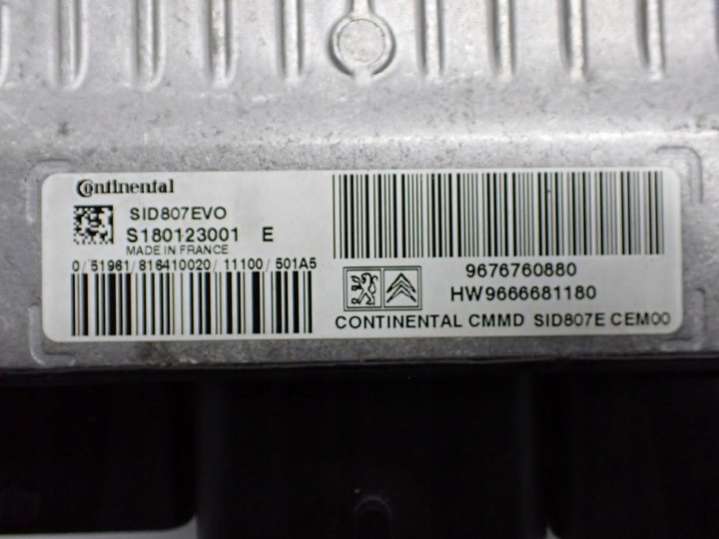 Continental
SID807EVO
S180123001 E
MADE IN FRANCE
0/51961/816410020/11100/501A5
9676760880
HW9666681180
CONTINENTAL CMMD SID807E CEM00